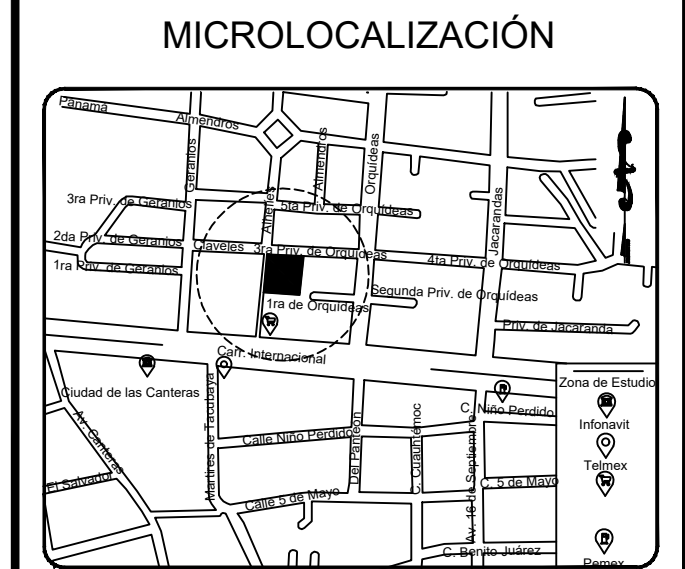 MICROLOCALIZACIÓN
Panamá
Almendros
Geranios
Almendros
Orquídeas
3ra Priv. de Geranios
Jacarandas
5ta Priv. de Orquídeas
2da Priv. de Geranios
Claveles
3ra Priv. de Orquídeas
4ta Priv. de Orquídeas
1ra Priv. de Geranios
Segunda Priv. de Orquídeas
1ra de Orquídeas
Priv. de Jacaranda
Carr. Internacional
Ciudad de las Canteras
Martires de Tacubaya
Av. Canteras
El Salvador
Calle Niño Perdido
Calle 5 de Mayo
Del Panteón
C. Cuauhtémoc
Av. 16 de Septiembre
C. Niño Perdido
C. 5 de Mayo
C. Benito Juárez
Zona de Estudio
Infonavit
Telmex
Pemex